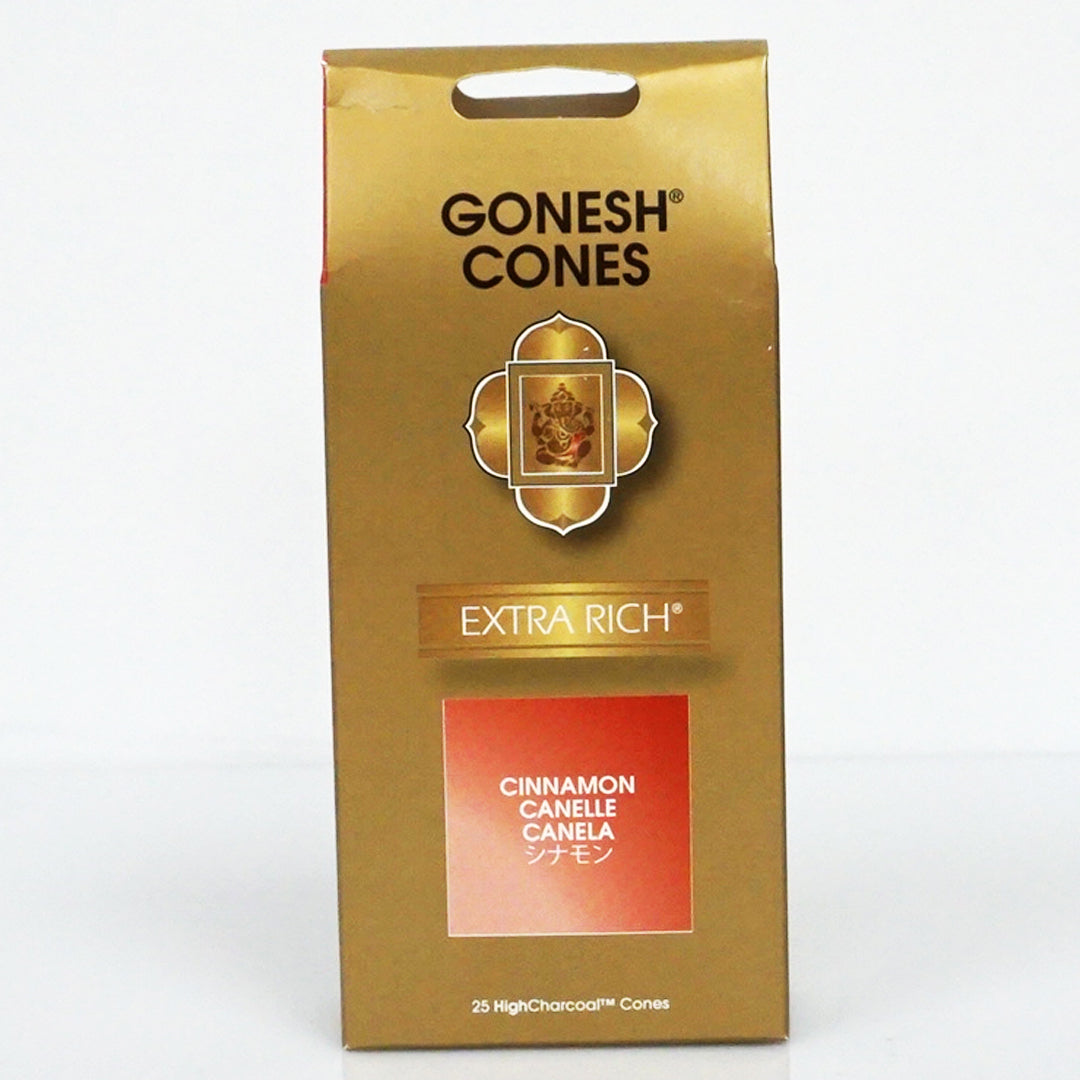 GONESH®
CONES
EXTRA RICH®
CINNAMON
CANELLE
CANELA
シナモン
25 HighCharcoal™ Cones